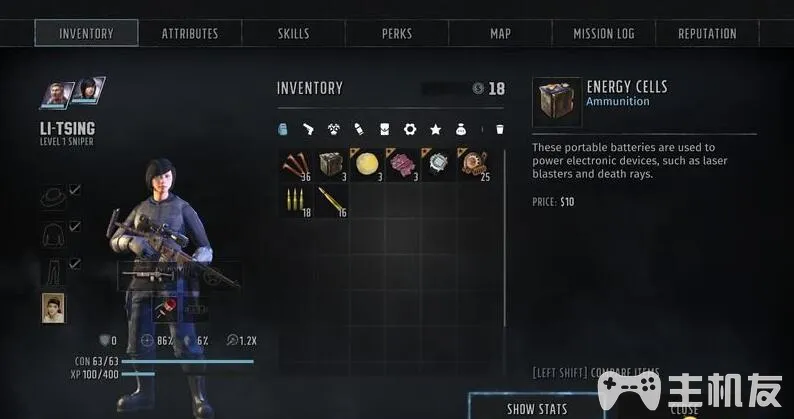 INVENTORY ATTRIBUTES SKILLS PERKS MAP MISSION LOG REPUTATION
INVENTORY
18
ENERGY CELLS
Ammunition
LI-TSING
LEVEL 1 SNIPER
These portable batteries are used to
power electronic devices, such as laser
blasters and death rays.
PRICE: $10
36 3 3 3 3 25
18 16
0 86% 6% 1.2X
CON 63/63
XP 100/400
[LEFT SHIFT] COMPARE ITEMS
SHOW STATS
CLOSE
主机友